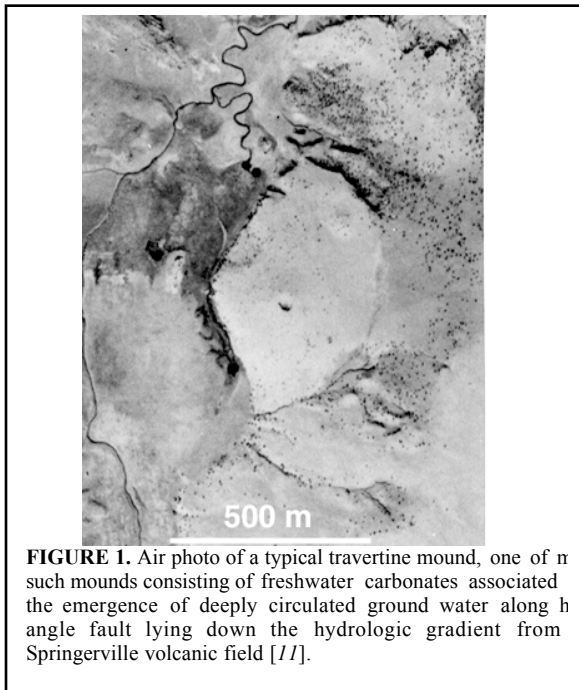 500 m
FIGURE 1. Air photo of a typical travertine mound, one of
such mounds consisting of freshwater carbonates associated
the emergence of deeply circulated ground water along
angle fault lying down the hydrologic gradient from
Springerville volcanic field [11].